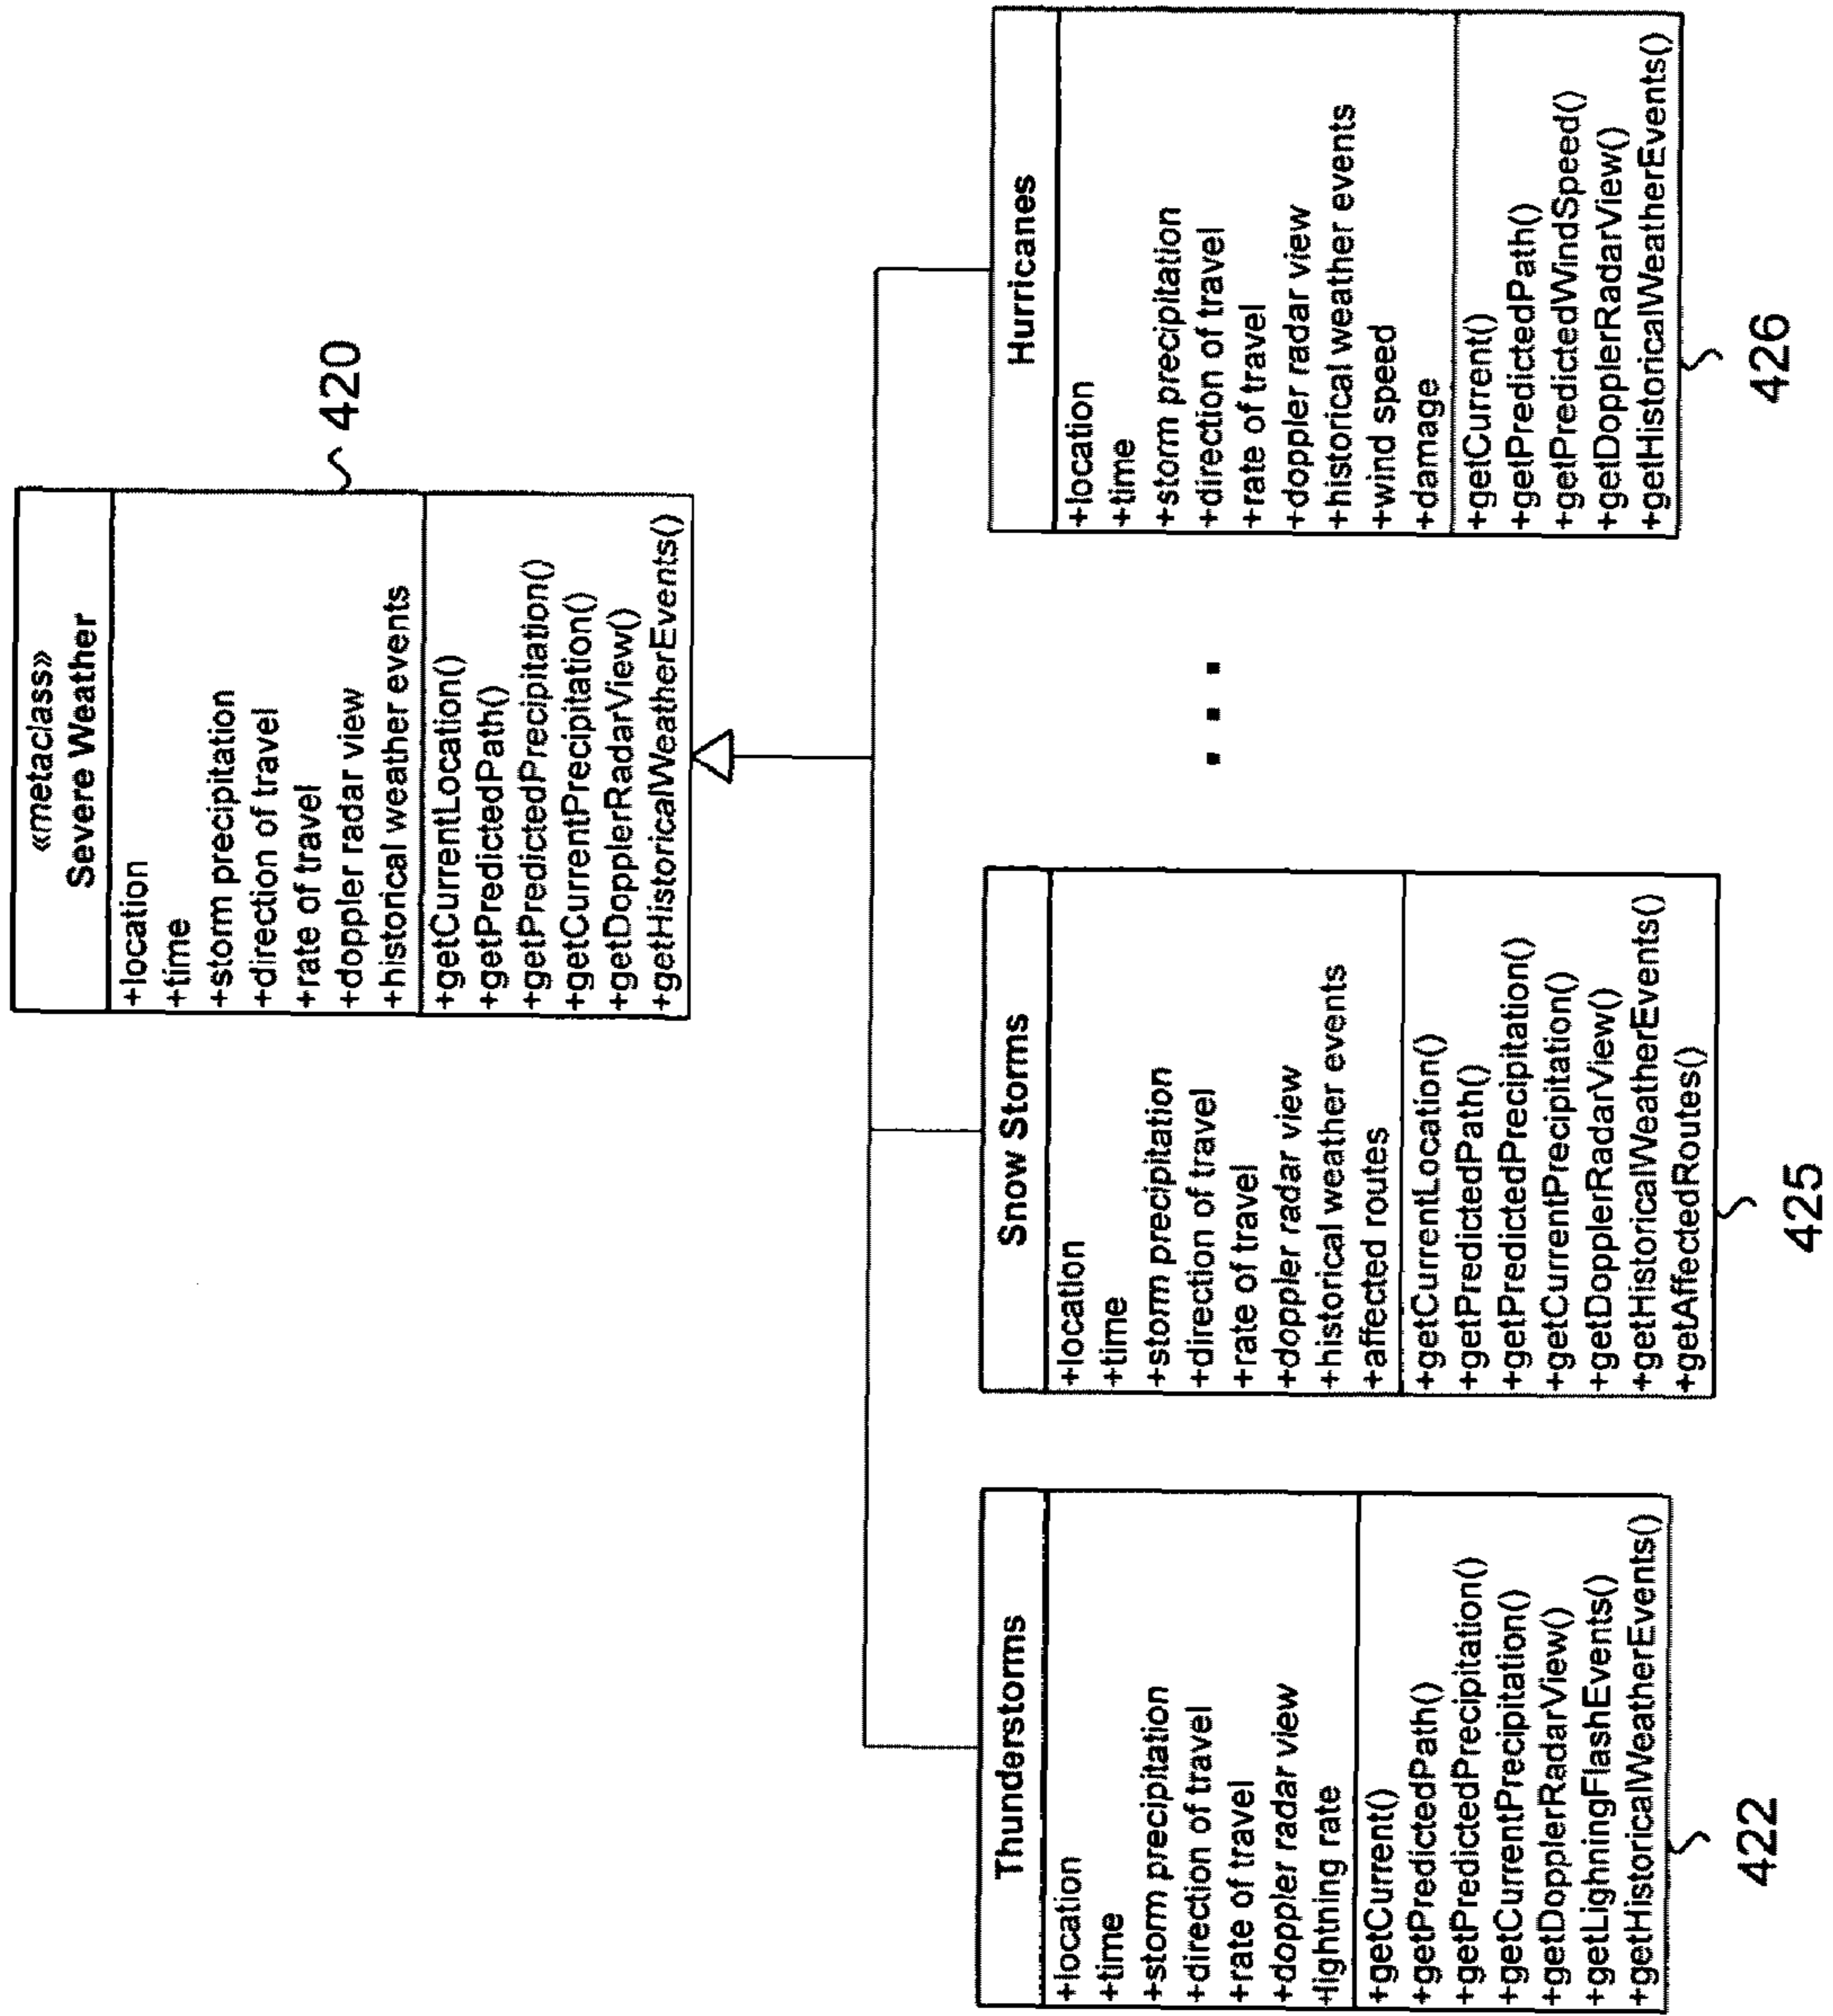 «metaclass»
Severe Weather
+location
+time
+storm precipitation
+direction of travel
+rate of travel
+doppler radar view
+historical weather events
+getCurrentLocation()
+getPredictedPath()
+getPredictedPrecipitation()
+getCurrentPrecipitation()
+getDopplerRadarView()
+getHistoricalWeatherEvents()
420
Thunderstorms
+location
+time
+storm precipitation
+direction of travel
+rate of travel
+doppler radar view
+lightning rate
+getCurrent()
+getPredictedPath()
+getPredictedPrecipitation()
+getCurrentPrecipitation()
+getDopplerRadarView()
+getLighningFlashEvents()
+getHistoricalWeatherEvents()
422
Snow Storms
+location
+time
+storm precipitation
+direction of travel
+rate of travel
+doppler radar view
+historical weather events
+affected routes
+getCurrentLocation()
+getPredictedPath()
+getPredictedPrecipitation()
+getCurrentPrecipitation()
+getDopplerRadarView()
+getHistoricalWeatherEvents()
+getAffectedRoutes()
425
. . .
Hurricanes
+location
+time
+storm precipitation
+direction of travel
+rate of travel
+doppler radar view
+historical weather events
+wind speed
+damage
+getCurrent()
+getPredictedPath()
+getPredictedWindSpeed()
+getDopplerRadarView()
+getHistoricalWeatherEvents()
426